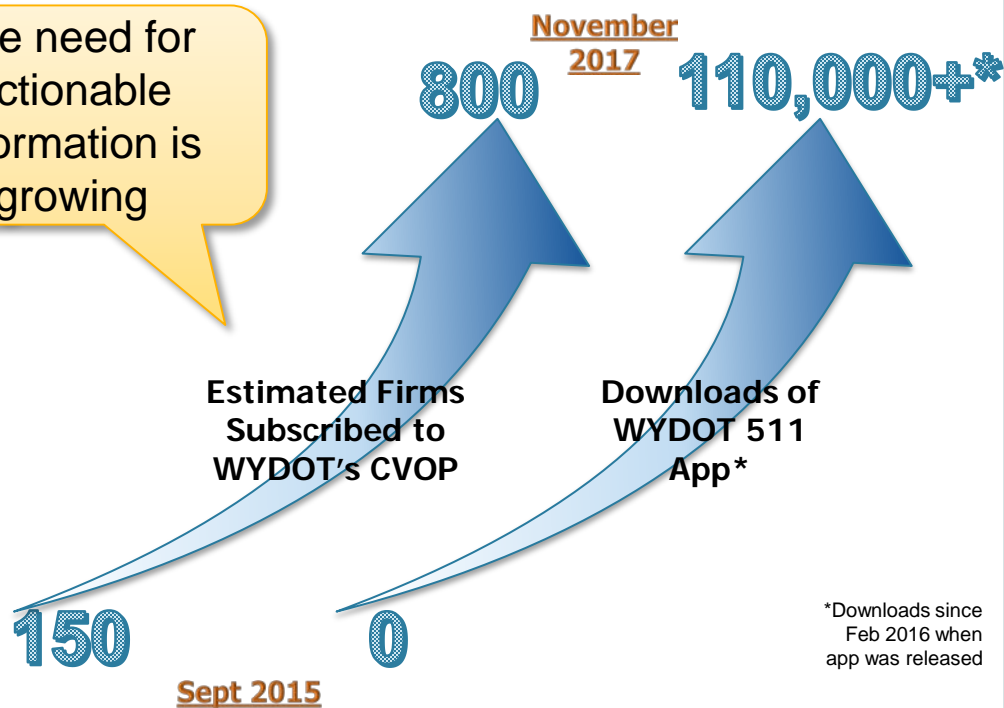 e need for
ctionable
ormation is
growing
November
2017
800
110,000+*
Estimated Firms
Subscribed to
WYDOT's CVOP
Downloads of
WYDOT 511
App*
150
0
Sept 2015
*Downloads since
Feb 2016 when
app was released